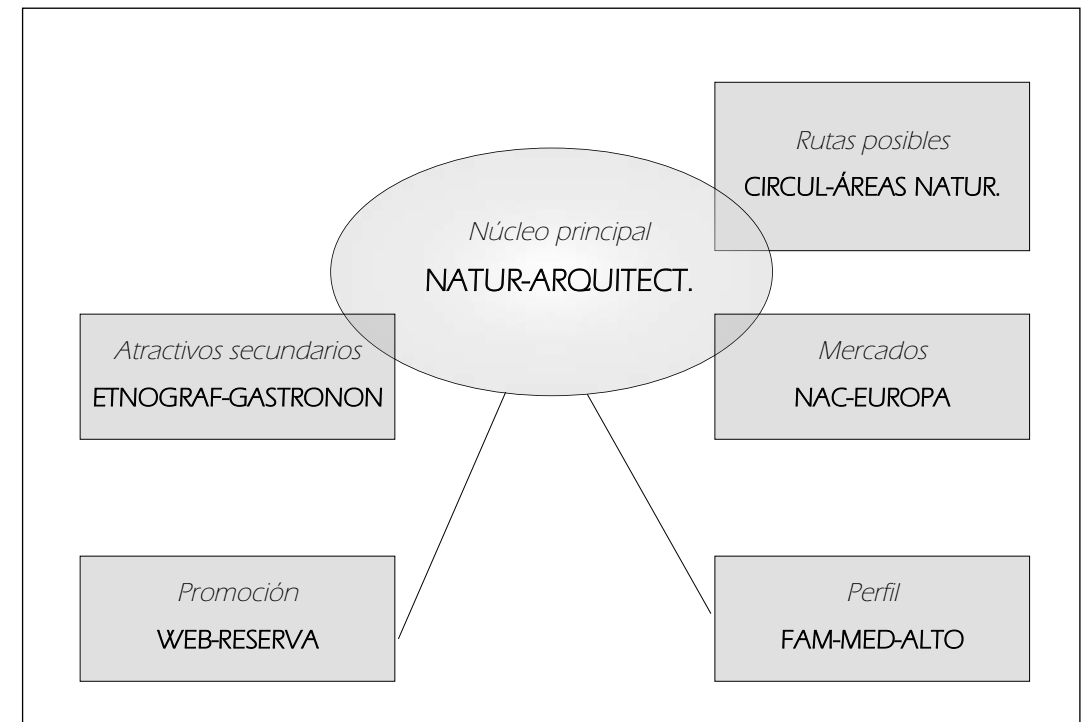 Rutas posibles
CIRCUL-ÁREAS NATUR.
Núcleo principal
NATUR-ARQUITECT.
Atractivos secundarios
ETNOGRAF-GASTRONON
Mercados
NAC-EUROPA
Promoción
WEB-RESERVA
Perfil
FAM-MED-ALTO